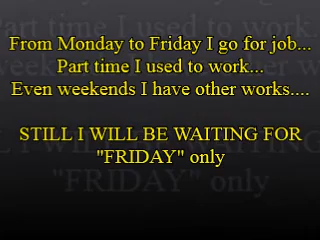 From Monday to Friday I go for job...
Part time I used to work...
Even weekends I have other works....
STILL I WILL BE WAITING FOR
"FRIDAY" only